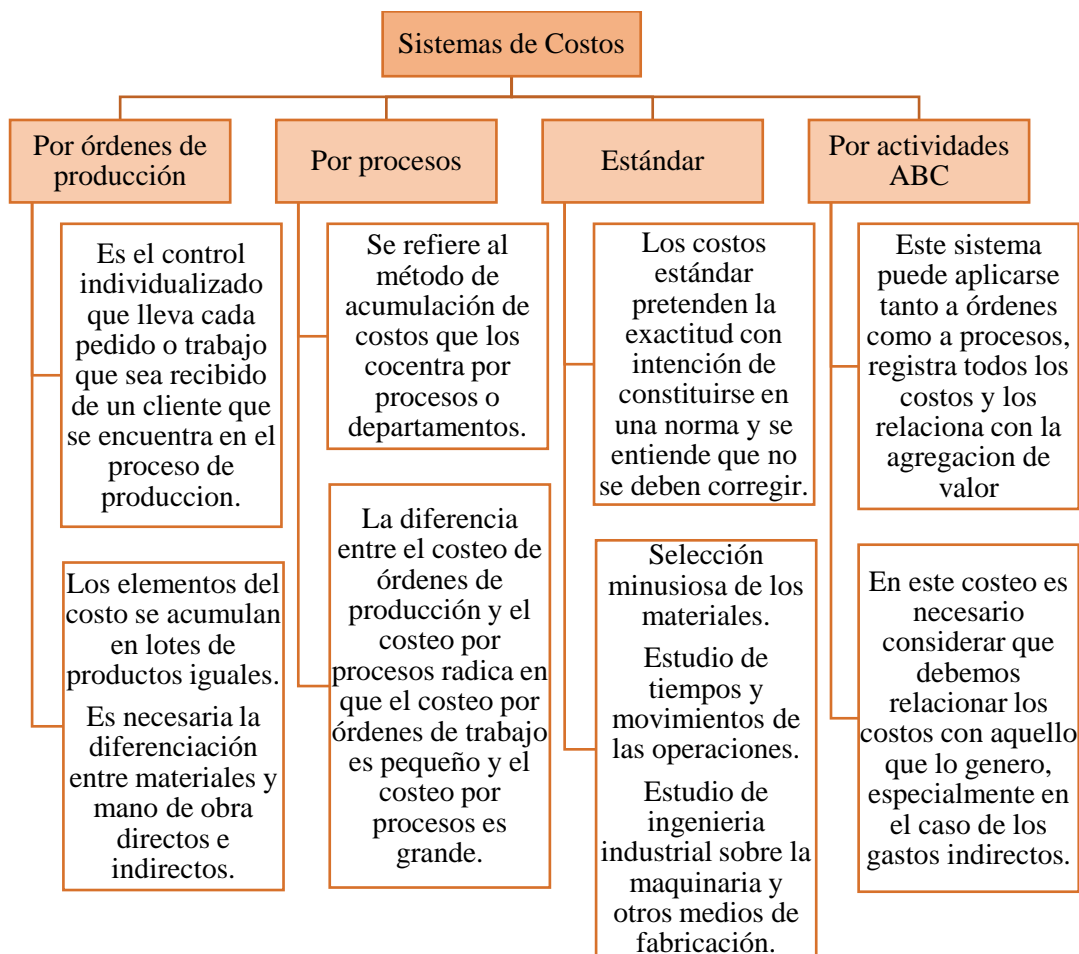 Sistemas de Costos
Por órdenes de
producción
Es el control
individualizado
que lleva cada
pedido o trabajo
que sea recibido
de un cliente que
se encuentra en el
proceso de
produccion.
Los elementos del
costo se acumulan
en lotes de
productos iguales.
Es necesaria la
diferenciación
entre materiales y
mano de obra
directos e
indirectos.
Por procesos
Se refiere al
método de
acumulación de
costos que los
cocentra por
procesos o
departamentos.
La diferencia
entre el costeo de
órdenes de
producción y el
costeo por
procesos radica en
que el costeo por
órdenes de trabajo
es pequeño y el
costeo por
procesos es
grande.
Estándar
Los costos
estándar
pretenden la
exactitud con
intención de
constituirse en
una norma y se
entiende que no
se deben corregir.
Selección
minusiosa de los
materiales.
Estudio de
tiempos y
movimientos de
las operaciones.
Estudio de
ingenieria
industrial sobre la
maquinaria y
otros medios de
fabricación.
Por actividades
ABC
Este sistema
puede aplicarse
tanto a órdenes
como a procesos,
registra todos los
costos y los
relaciona con la
agregacion de
valor
En este costeo es
necesario
considerar que
debemos
relacionar los
costos con aquello
que lo genero,
especialmente en
el caso de los
gastos indirectos.